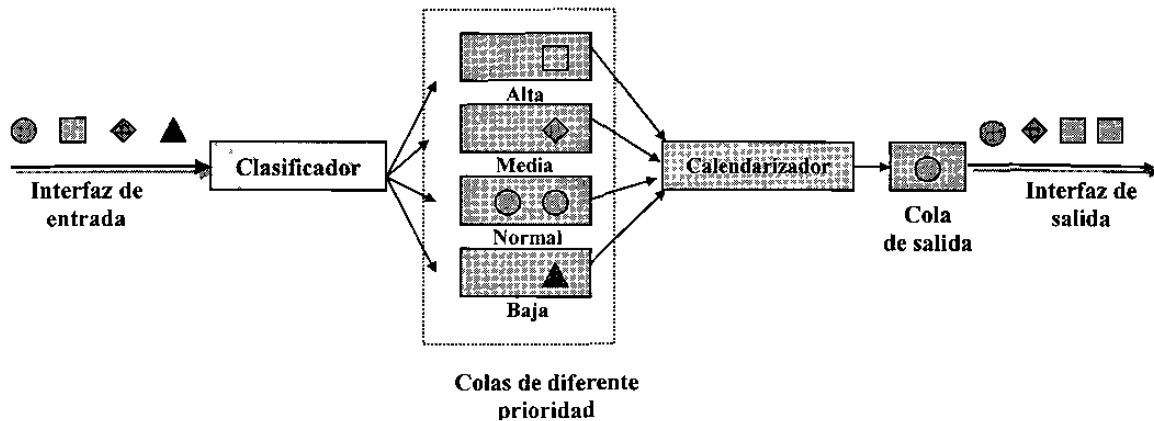 Alta
Media
Normal
Baja
Clasificador
Calendarizador
Interfaz de
entrada
Cola
de salida
Interfaz de
salida
Colas de diferente
prioridad